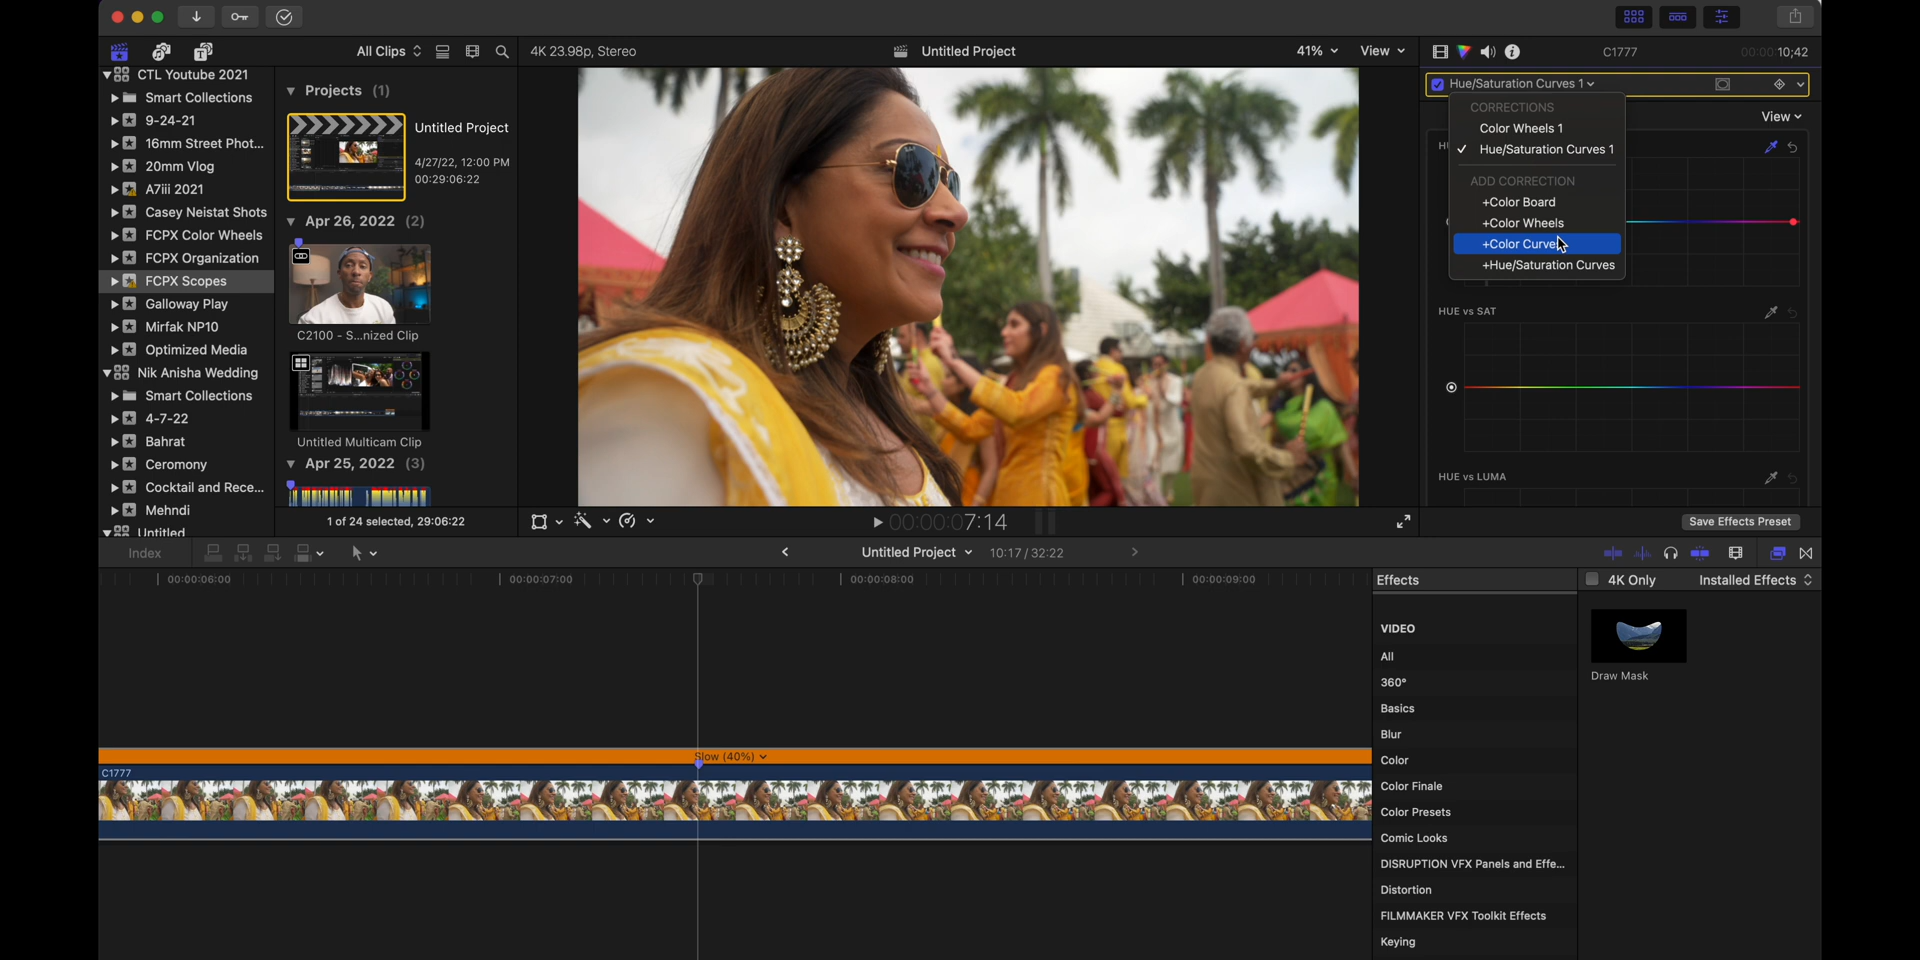 All Clips
4K 23.98p, Stereo
Untitled Project
41%
View
C1777
00:00:10;42
CTL Youtube 2021
Smart Collections
9-24-21
16mm Street Phot...
20mm Vlog
A7iii 2021
Casey Neistat Shots
FCPX Color Wheels
FCPX Organization
FCPX Scopes
Galloway Play
Mirfak NP10
Optimized Media
Nik Anisha Wedding
Smart Collections
4-7-22
Bahrat
Ceromony
Cocktail and Rece...
Mehndi
Untitled
Projects (1)
Untitled Project
4/27/22, 12:00 PM
00:29:06:22
Apr 26, 2022 (2)
C2100 - S...nized Clip
Untitled Multicam Clip
Apr 25, 2022 (3)
1 of 24 selected, 29:06:22
Hue/Saturation Curves 1
CORRECTIONS
Color Wheels 1
✓ Hue/Saturation Curves 1
ADD CORRECTION
+Color Board
+Color Wheels
+Color Curves
+Hue/Saturation Curves
View
HUE vs SAT
HUE vs LUMA
Save Effects Preset
00:00:07:14
Index
Untitled Project
10:17 / 32:22
00:00:06:00
00:00:07:00
00:00:08:00
00:00:09:00
Slow (40%)
C1777
Effects
4K Only
Installed Effects
VIDEO
All
360°
Basics
Blur
Color
Color Finale
Color Presets
Comic Looks
DISRUPTION VFX Panels and Effe...
Distortion
FILMMAKER VFX Toolkit Effects
Keying
Draw Mask